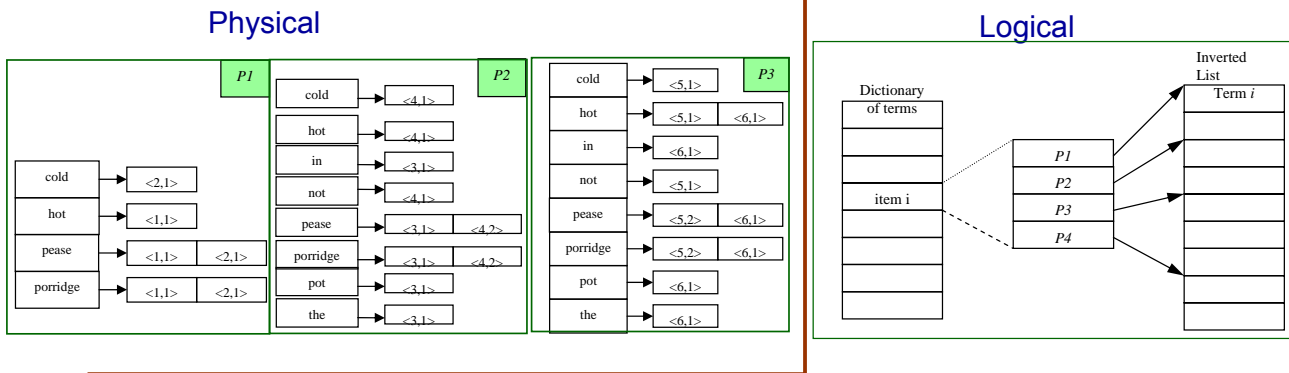 Physical
P1
cold <2,1>
hot <1,1>
pease <1,1> <2,1>
porridge <1,1> <2,1>
P2
cold <4,1>
hot <4,1>
in <3,1>
not <4,1>
pease <3,1> <4,2>
porridge <3,1> <4,2>
pot <3,1>
the <3,1>
P3
cold <5,1>
hot <5,1> <6,1>
in <6,1>
not <5,1>
pease <5,2> <6,1>
porridge <5,2> <6,1>
pot <6,1>
the <6,1>
Logical
Dictionary
of terms
item i
P1
P2
P3
P4
Inverted
List
Term i